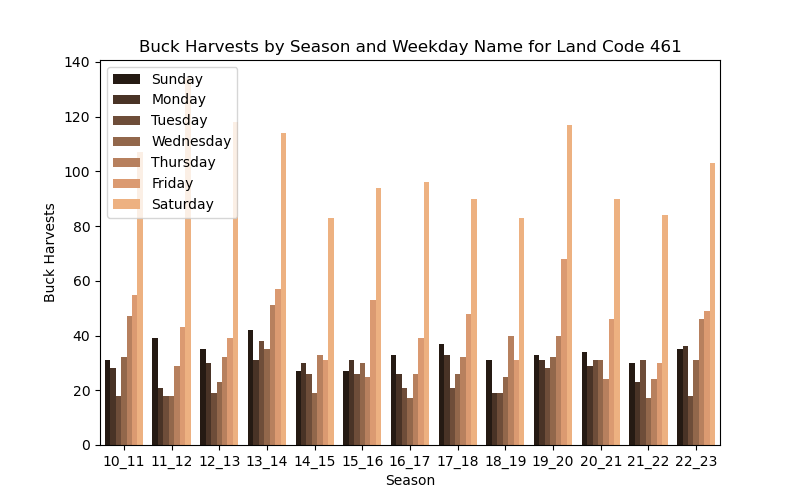 Buck Harvests by Season and Weekday Name for Land Code 461
140
120
100
80
60
40
20
0
Buck Harvests
Sunday
Monday
Tuesday
Wednesday
Thursday
Friday
Saturday
10_11 11_12 12_13 13_14 14_15 15_16 16_17 17_18 18_19 19_20 20_21 21_22 22_23
Season